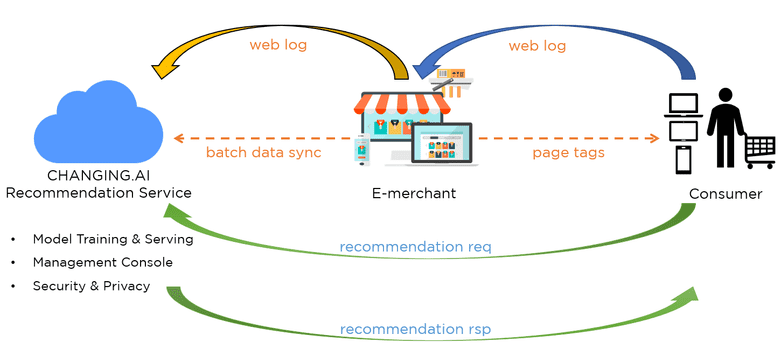 web log
web log
batch data sync
page tags
CHANGING.AI
Recommendation Service
E-merchant
Consumer
• Model Training & Serving
• Management Console
• Security & Privacy
recommendation req
recommendation rsp